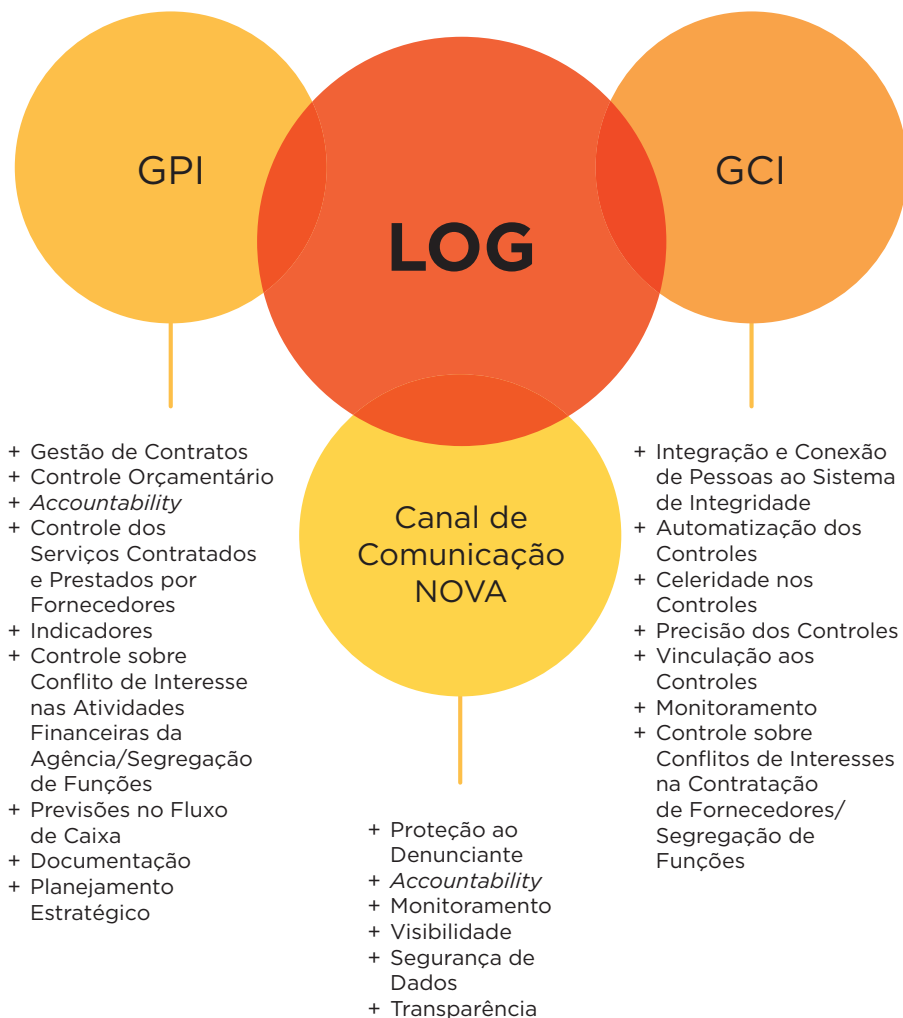 GPI
LOG
GCI
Canal de
Comunicação
NOVA
+ Gestão de Contratos
+ Controle Orçamentário
+ Accountability
+ Controle dos
Serviços Contratados
e Prestados por
Fornecedores
+ Indicadores
+ Controle sobre
Conflito de Interesse
nas Atividades
Financeiras da
Agência/Segregação
de Funções
+ Previsões no Fluxo
de Caixa
+ Documentação
+ Planejamento
Estratégico
+ Proteção ao
Denunciante
+ Accountability
+ Monitoramento
+ Visibilidade
+ Segurança de
Dados
+ Transparência
+ Integração e Conexão
de Pessoas ao Sistema
de Integridade
+ Automatização dos
Controles
+ Celeridade nos
Controles
+ Precisão dos Controles
+ Vinculação aos
Controles
+ Monitoramento
+ Controle sobre
Conflitos de Interesses
na Contratação
de Fornecedores/
Segregação de
Funções